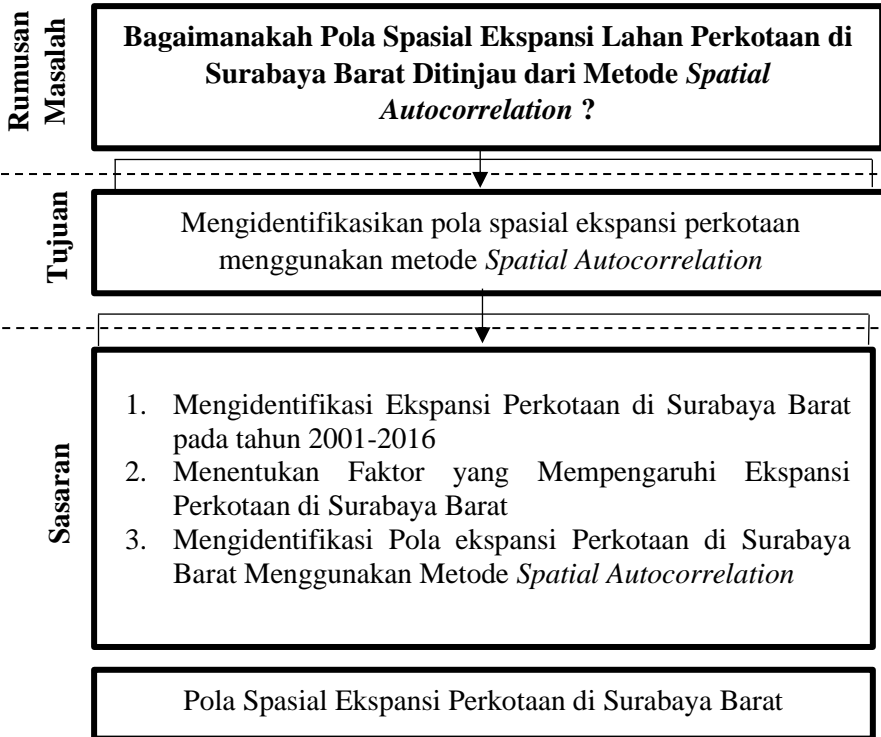 Rumusan
Masalah
Bagaimanakah Pola Spasial Ekspansi Lahan Perkotaan di
Surabaya Barat Ditinjau dari Metode Spatial
Autocorrelation ?
Tujuan
Mengidentifikasikan pola spasial ekspansi perkotaan
menggunakan metode Spatial Autocorrelation
Sasaran
1. Mengidentifikasi Ekspansi Perkotaan di Surabaya Barat
pada tahun 2001-2016
2. Menentukan Faktor yang Mempengaruhi Ekspansi
Perkotaan di Surabaya Barat
3. Mengidentifikasi Pola ekspansi Perkotaan di Surabaya
Barat Menggunakan Metode Spatial Autocorrelation
Pola Spasial Ekspansi Perkotaan di Surabaya Barat